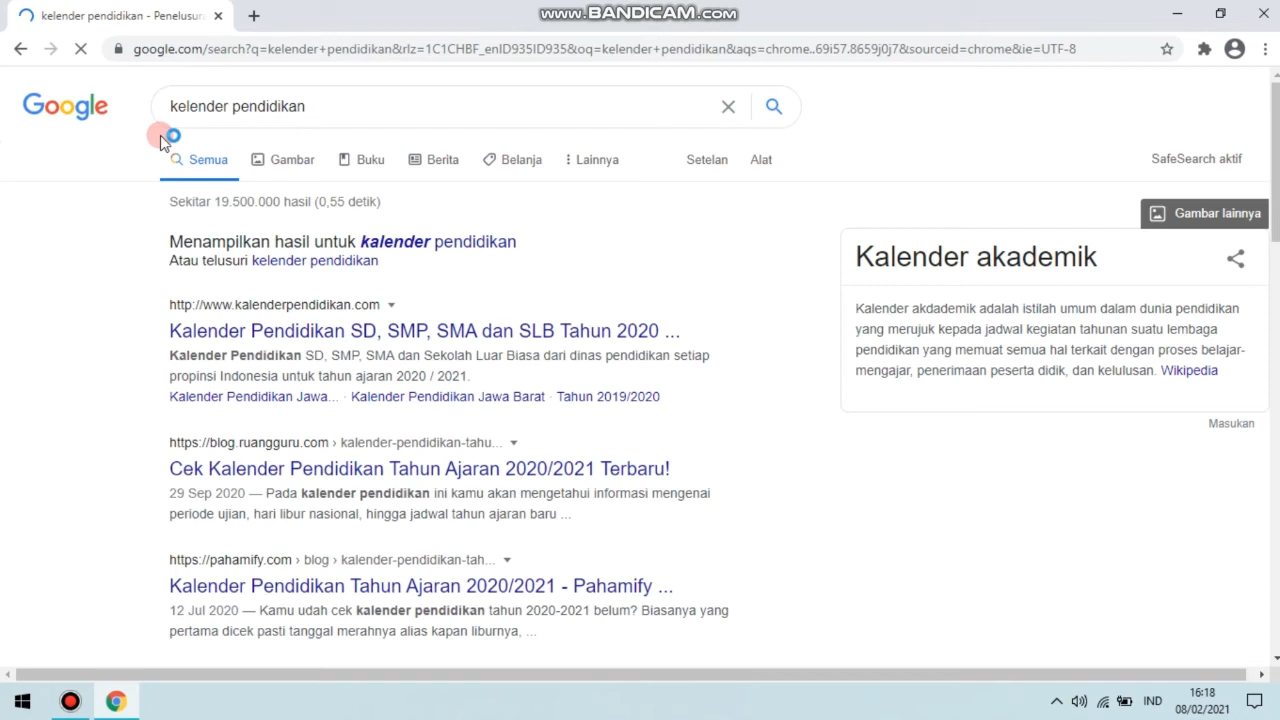 kelender pendidikan - Penelusura
www.BANDICAM.com
google.com/search?q=kelender+pendidikan&rlz=1C1CHBF_enID935ID935&oq=kelender+pendidikan&aqs=chrome..69i57.8659j0j7&sourceid=chrome&ie=UTF-8
Google
kelender pendidikan
Semua
Gambar
Buku
Berita
Belanja
Lainnya
Setelan
Alat
SafeSearch aktif
Sekitar 19.500.000 hasil (0,55 detik)
Menampilkan hasil untuk kalender pendidikan
Atau telusuri kelender pendidikan
http://www.kalenderpendidikan.com
Kalender Pendidikan SD, SMP, SMA dan SLB Tahun 2020 ...
Kalender Pendidikan SD, SMP, SMA dan Sekolah Luar Biasa dari dinas pendidikan setiap
propinsi Indonesia untuk tahun ajaran 2020 / 2021.
Kalender Pendidikan Jawa... · Kalender Pendidikan Jawa Barat · Tahun 2019/2020
https://blog.ruangguru.com › kalender-pendidikan-tahu...
Cek Kalender Pendidikan Tahun Ajaran 2020/2021 Terbaru!
29 Sep 2020 — Pada kalender pendidikan ini kamu akan mengetahui informasi mengenai
periode ujian, hari libur nasional, hingga jadwal tahun ajaran baru ...
https://pahamify.com › blog › kalender-pendidikan-tah...
Kalender Pendidikan Tahun Ajaran 2020/2021 - Pahamify ...
12 Jul 2020 — Kamu udah cek kalender pendidikan tahun 2020-2021 belum? Biasanya yang
pertama dicek pasti tanggal merahnya alias kapan liburnya, ...
Gambar lainnya
Kalender akademik
Kalender akdademik adalah istilah umum dalam dunia pendidikan
yang merujuk kepada jadwal kegiatan tahunan suatu lembaga
pendidikan yang memuat semua hal terkait dengan proses belajar-
mengajar, penerimaan peserta didik, dan kelulusan. Wikipedia
Masukan
IND
16:18
08/02/2021